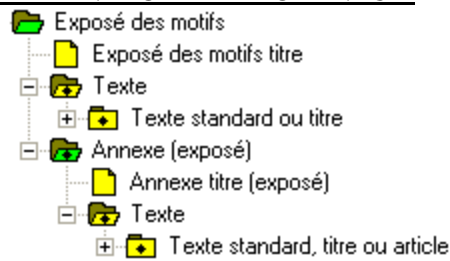 Exposé des motifs
Exposé des motifs titre
Texte
Texte standard ou titre
Annexe (exposé)
Annexe titre (exposé)
Texte
Texte standard, titre ou article